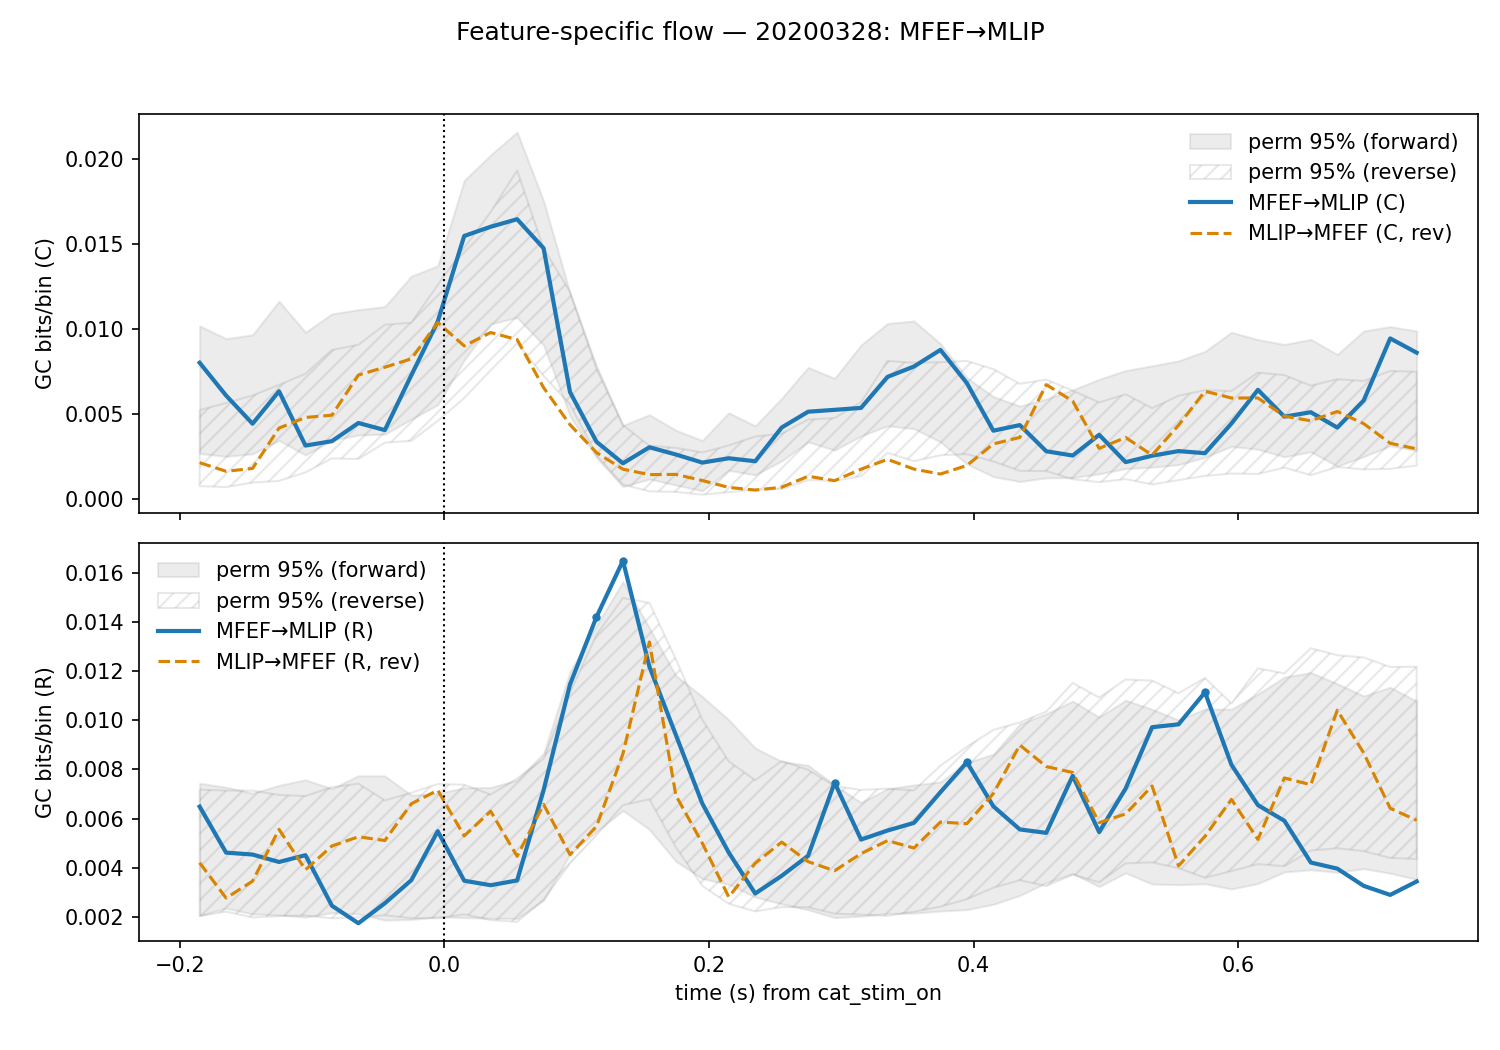 Feature-specific flow — 20200328: MFEF→MLIP
GC bits/bin (C)
0.020
0.015
0.010
0.005
0.000
perm 95% (forward)
perm 95% (reverse)
MFEF→MLIP (C)
MLIP→MFEF (C, rev)
GC bits/bin (R)
0.016
0.014
0.012
0.010
0.008
0.006
0.004
0.002
perm 95% (forward)
perm 95% (reverse)
MFEF→MLIP (R)
MLIP→MFEF (R, rev)
−0.2 0.0 0.2 0.4 0.6
time (s) from cat_stim_on